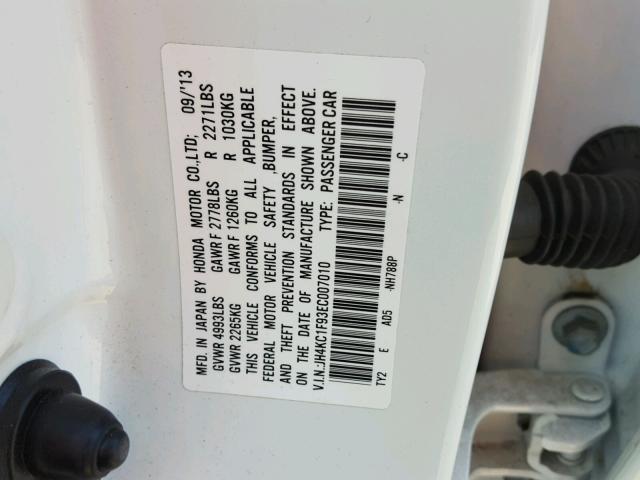 MFD. IN JAPAN BY HONDA MOTOR CO.,LTD; 09/'13
GVWR 4993LBS GAWR F 2778LBS R 2271LBS
GVWR 2265KG GAWR F 1260KG R 1030KG
THIS VEHICLE CONFORMS TO ALL APPLICABLE
FEDERAL MOTOR VEHICLE SAFETY ,BUMPER,
AND THEFT PREVENTION STANDARDS IN EFFECT
ON THE DATE OF MANUFACTURE SHOWN ABOVE.
V.I.N.:JH4KC1F93EC007010 TYPE: PASSENGER CAR
TY2 E AD5 -NH788P -N -C